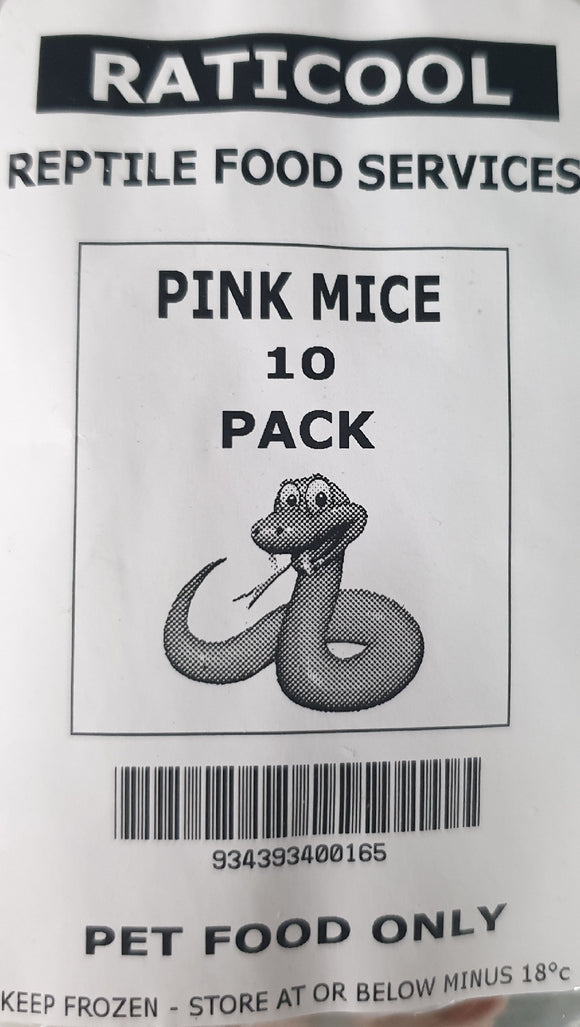 RATICOOL
REPTILE FOOD SERVICES
PINK MICE
10
PACK
934393400165
PET FOOD ONLY
KEEP FROZEN - STORE AT OR BELOW MINUS 18°c